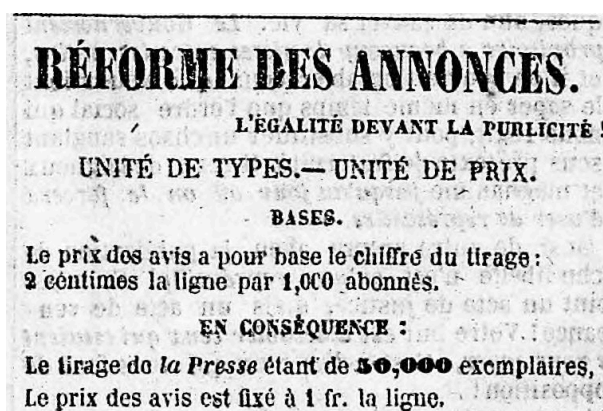 RÉFORME DES ANNONCES.
L'ÉGALITÉ DEVANT LA PUBLICITÉ !
UNITÉ DE TYPES.— UNITÉ DE PRIX.
BASES.
Le prix des avis a pour base le chiffre du tirage :
2 centimes la ligne par 1,000 abonnés.
EN CONSÉQUENCE :
Le tirage de la Presse étant de 50,000 exemplaires,
Le prix des avis est fixé à 1 fr. la ligne.